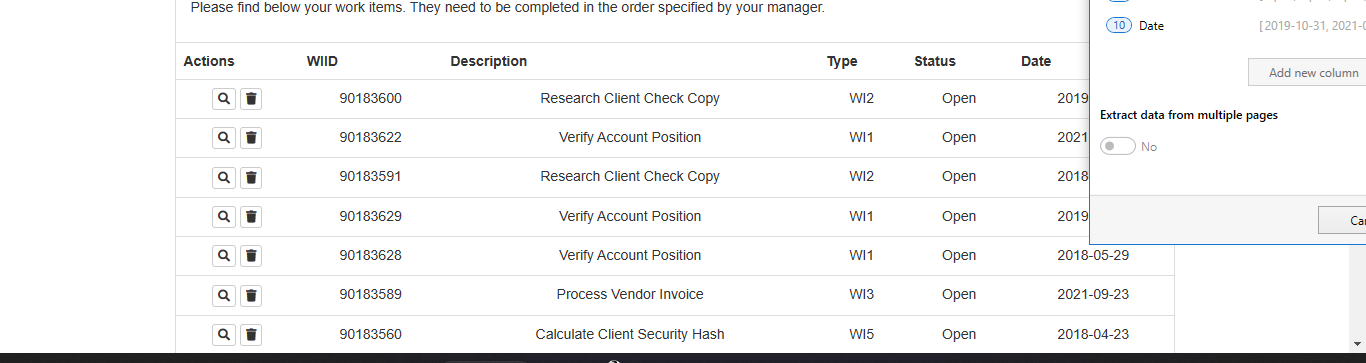 Please find below your work items. They need to be completed in the order specified by your manager.
Actions WIID Description Type Status Date
90183600 Research Client Check Copy WI2 Open 2019
90183622 Verify Account Position WI1 Open 2021
90183591 Research Client Check Copy WI2 Open 2018
90183629 Verify Account Position WI1 Open 2019
90183628 Verify Account Position WI1 Open 2018-05-29
90183589 Process Vendor Invoice WI3 Open 2021-09-23
90183560 Calculate Client Security Hash WI5 Open 2018-04-23
10 Date [2019-10-31, 2021-0
Add new column
Extract data from multiple pages
No
Ca